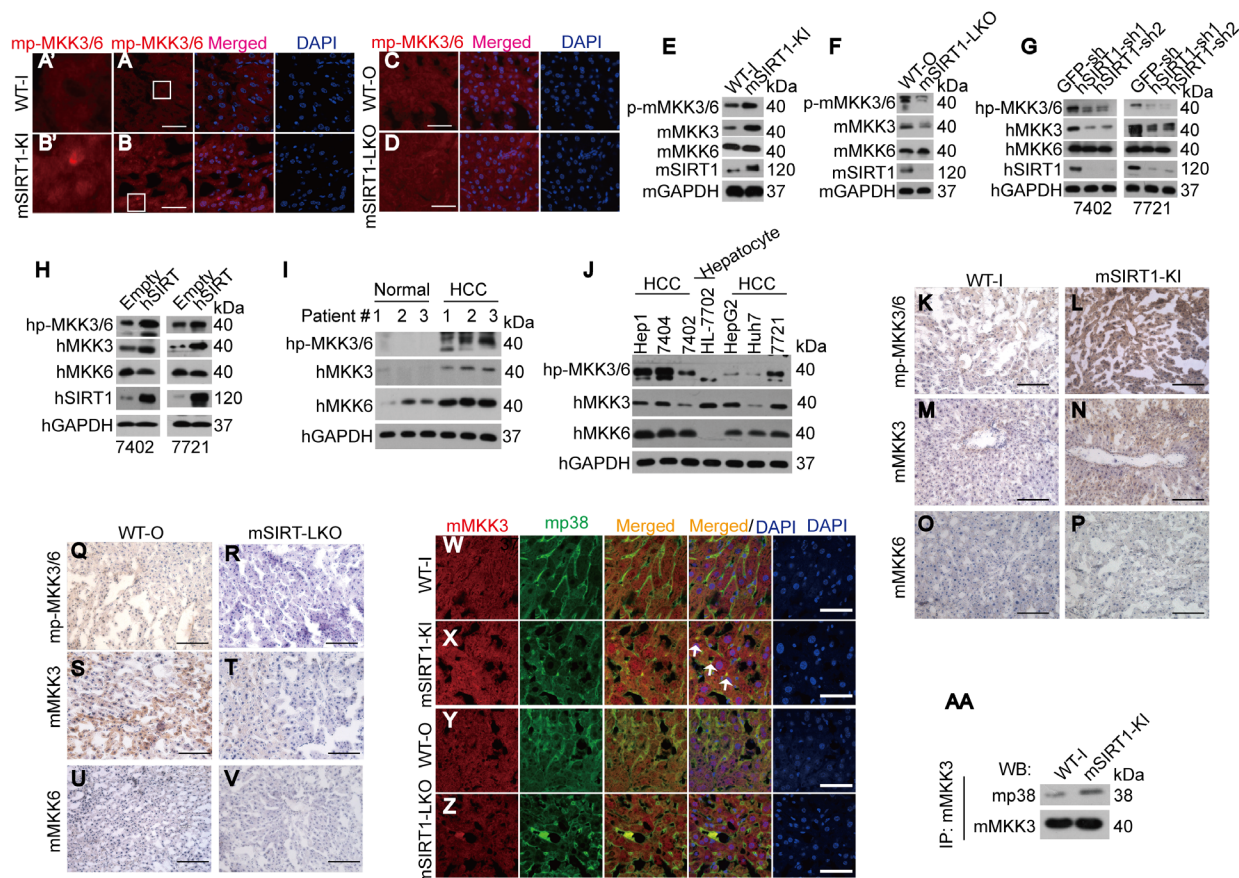 mp-MKK3/6 mp-MKK3/6 Merged DAPI
A' A
WT-I
B' B
mSIRT1-KI
mp-MKK3/6 Merged DAPI
C
WT-O
D
mSIRT1-LKO
E
WT-I mSIRT1-KI
kDa
p-mMKK3/6 40
mMKK3 40
mMKK6 40
mSIRT1 120
mGAPDH 37
F
WT-O mSIRT1-LKO
kDa
p-mMKK3/6 40
mMKK3 40
mMKK6 40
mSIRT1 120
mGAPDH 37
G
GFP-sh hSIRT1-sh1 hSIRT1-sh2 GFP-sh hSIRT1-sh1 hSIRT1-sh2
kDa
hp-MKK3/6 40
hMKK3 40
hMKK6 40
hSIRT1 120
hGAPDH 37
7402 7721
H
Empty hSIRT Empty hSIRT
kDa
hp-MKK3/6 40
hMKK3 40
hMKK6 40
hSIRT1 120
hGAPDH 37
7402 7721
I
Normal HCC
Patient # 1 2 3 1 2 3 kDa
hp-MKK3/6 40
hMKK3 40
hMKK6 40
hGAPDH 37
J
Hepatocyte
HCC HCC
Hep1 7404 7402 HL-7702 HepG2 Huh7 7721 kDa
hp-MKK3/6 40
hMKK3 40
hMKK6 40
hGAPDH 37
WT-I mSIRT1-KI
K L
mp-MKK3/6
M N
mMKK3
O P
mMKK6
WT-O mSIRT-LKO
Q R
mp-MKK3/6
S T
mMKK3
U V
mMKK6
mMKK3 mp38 Merged Merged/DAPI DAPI
W
WT-I
X
mSIRT1-KI
Y
WT-O
Z
mSIRT1-LKO
AA
WT-I mSIRT1-KI
WB: kDa
IP: mMKK3
mp38 38
mMKK3 40